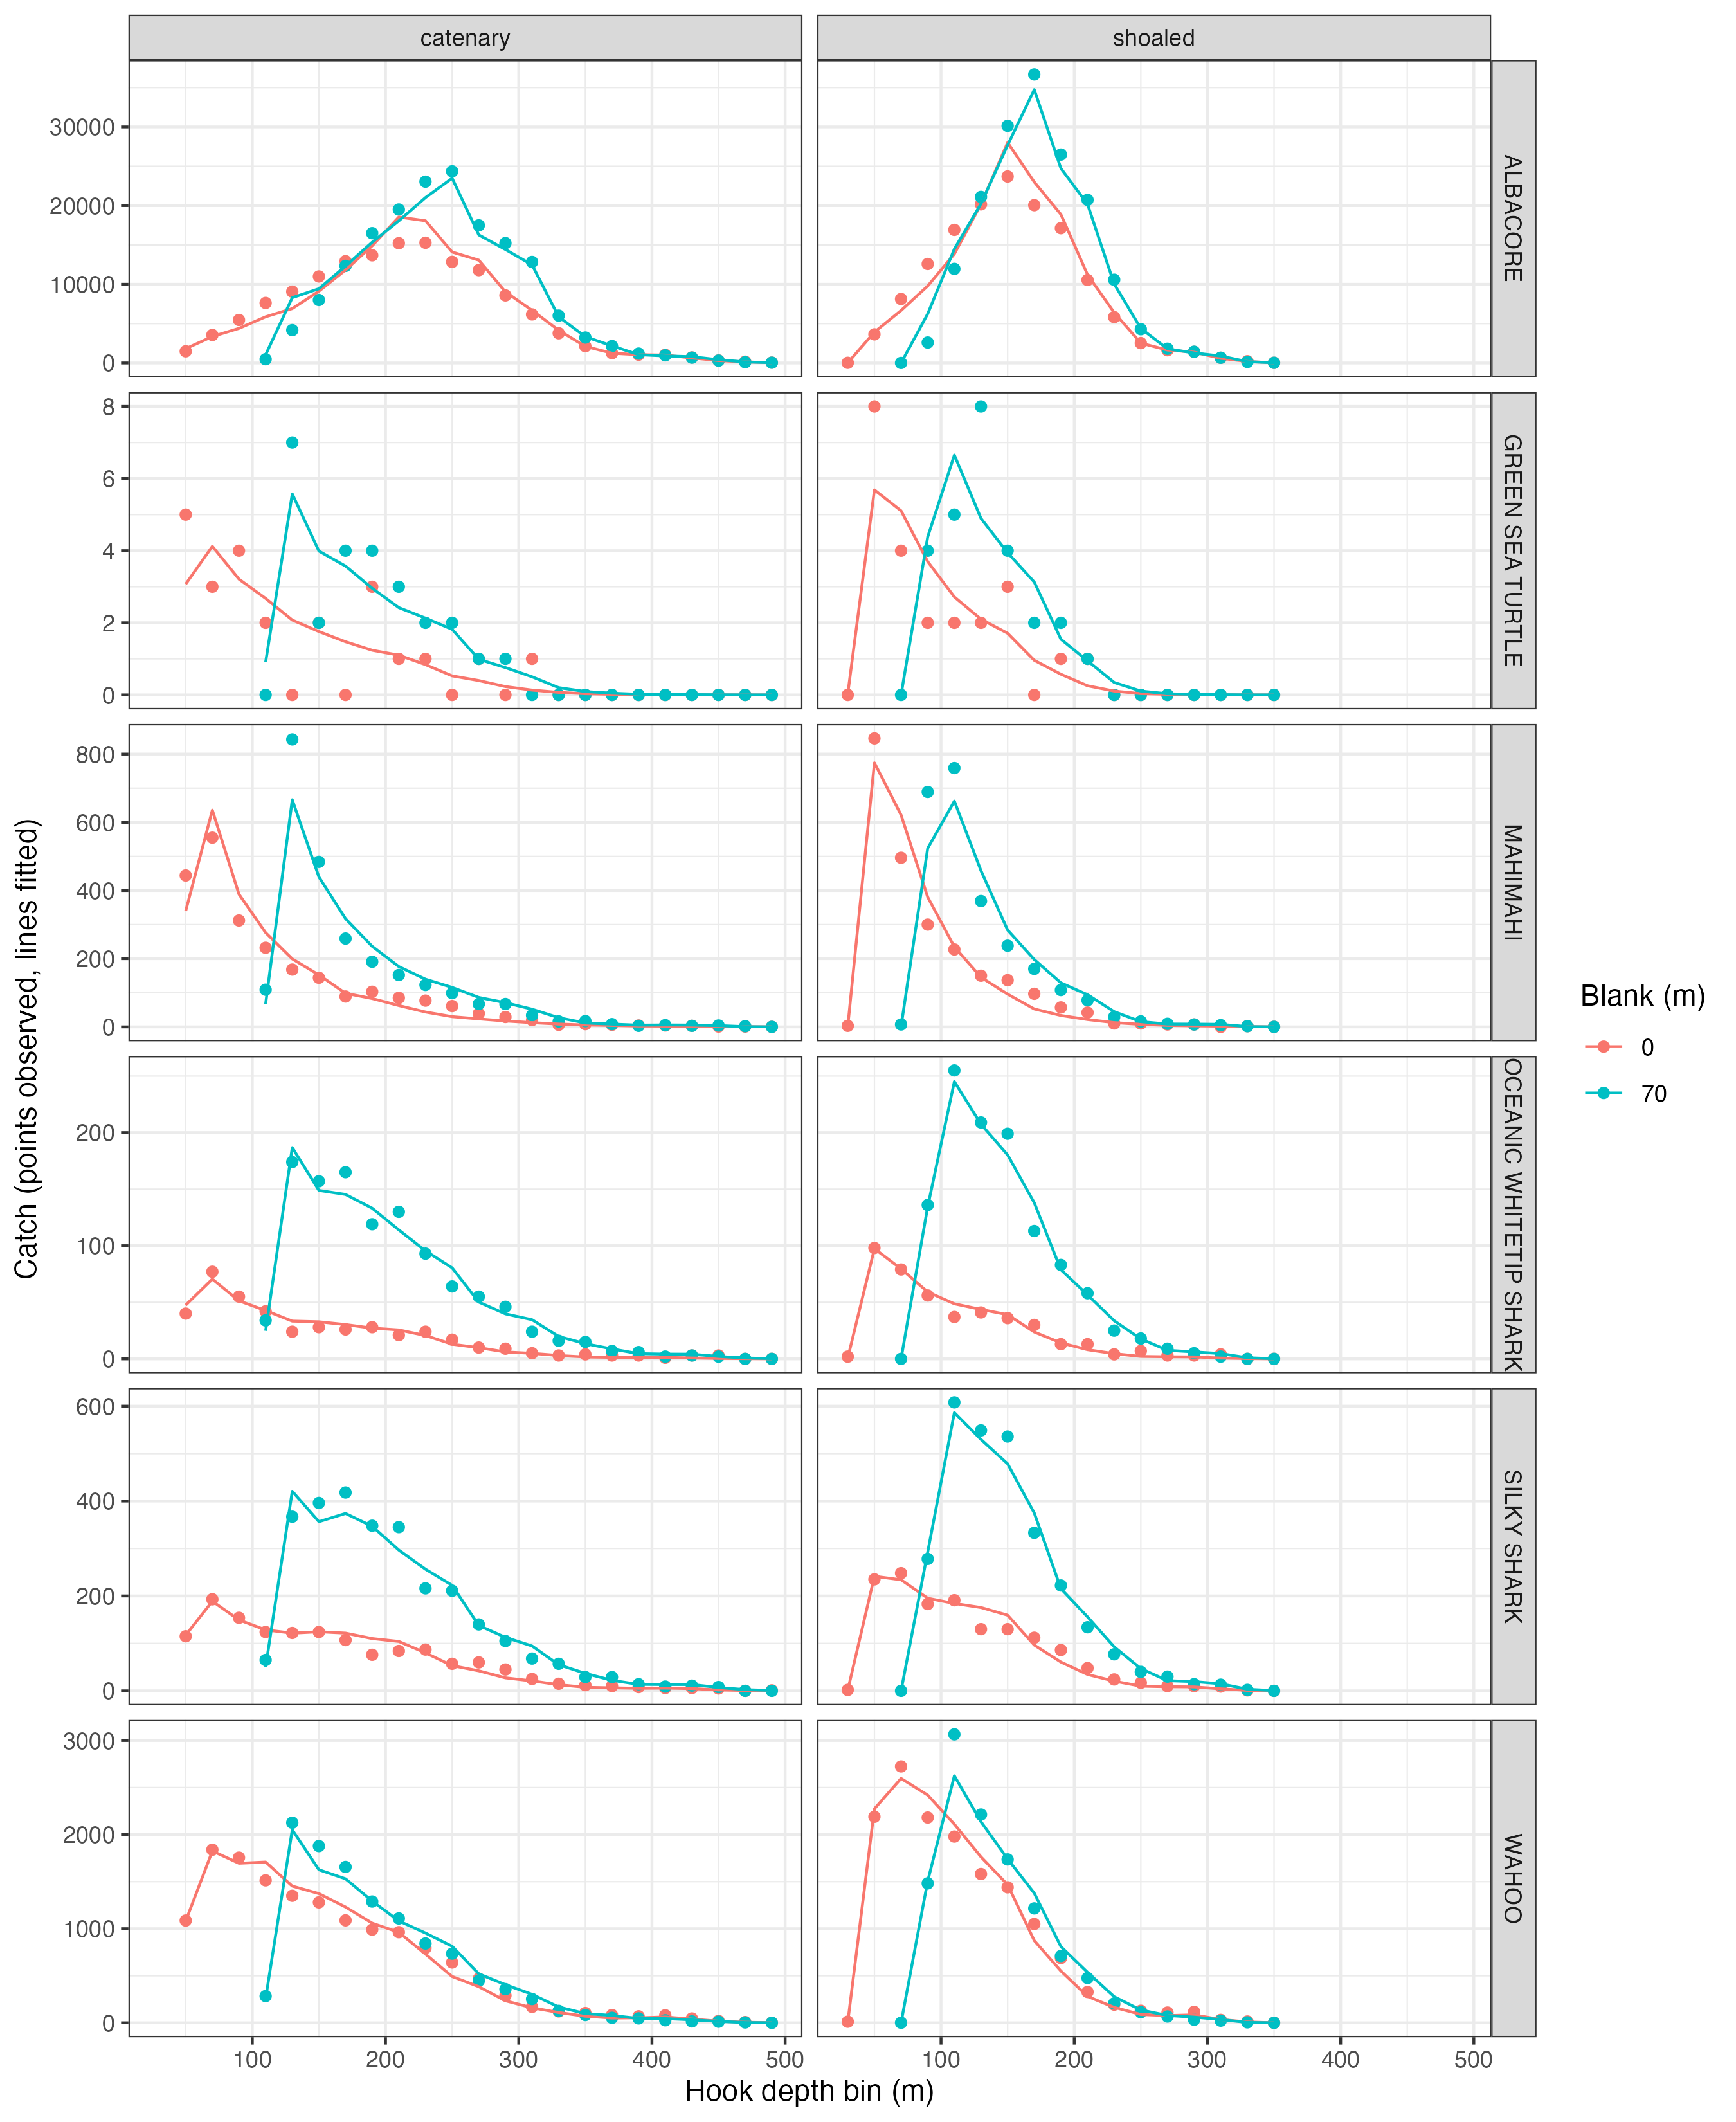 catenary
shoaled
30000
20000
10000
0
ALBACORE
8
6
4
2
0
GREEN SEA TURTLE
800
600
400
200
0
MAHIMAHI
200
100
0
OCEANIC WHITETIP SHARK
600
400
200
0
SILKY SHARK
3000
2000
1000
0
WAHOO
100 200 300 400 500
100 200 300 400 500
Hook depth bin (m)
Catch (points observed, lines fitted)
Blank (m)
0
70